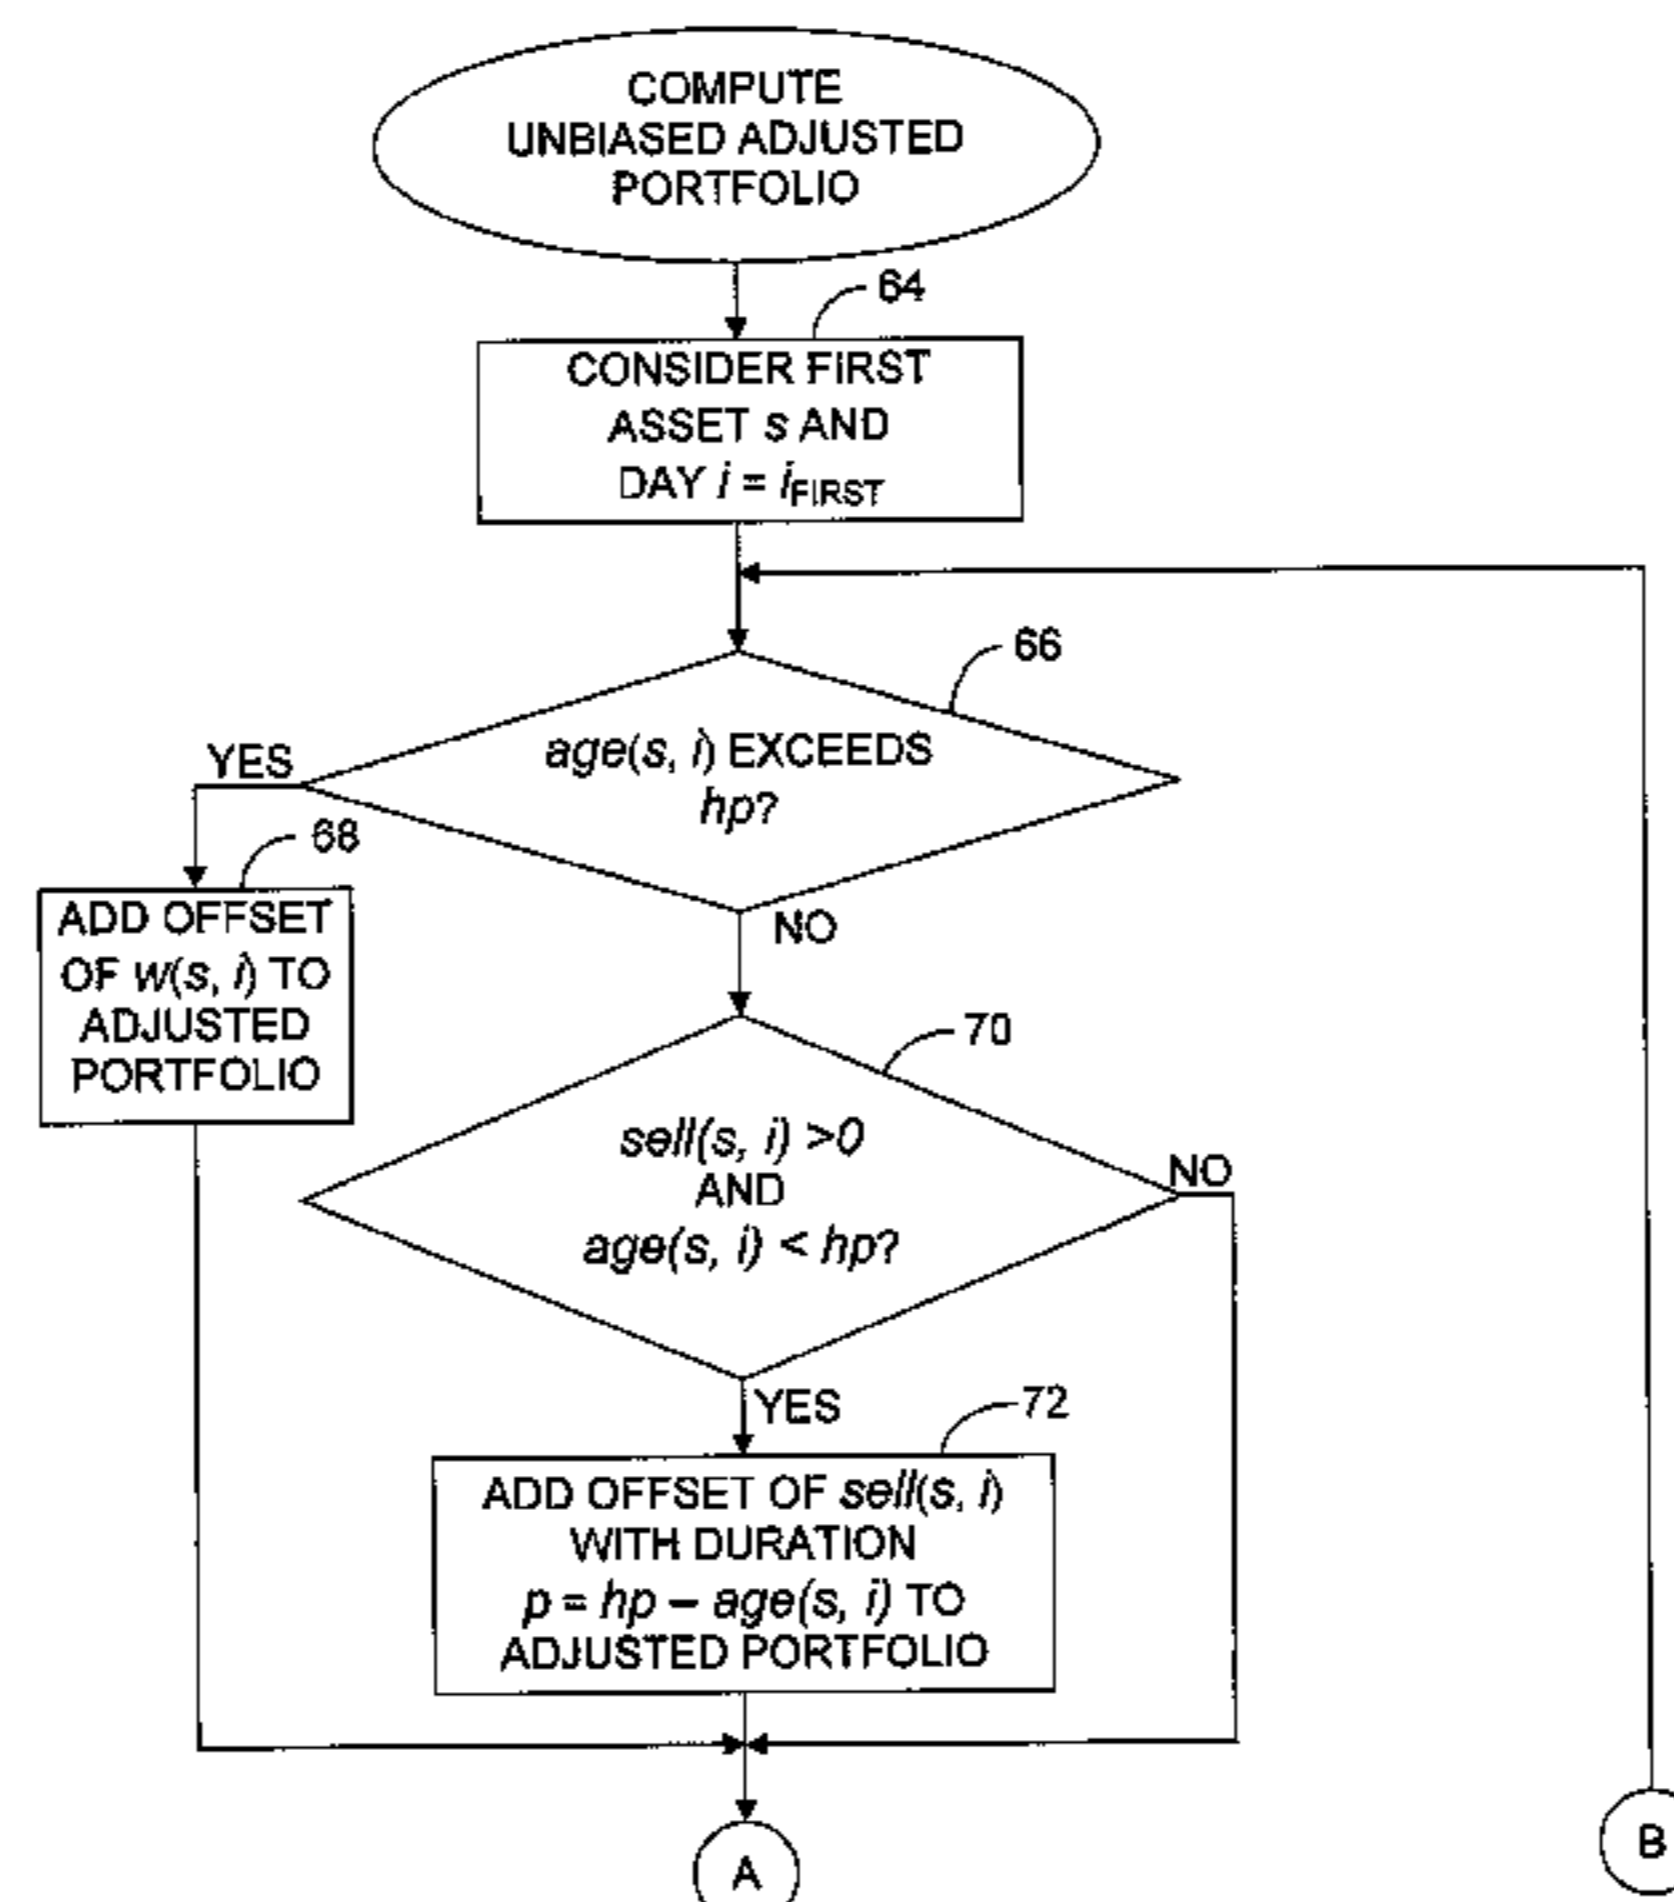 COMPUTE
UNBIASED ADJUSTED
PORTFOLIO
64
CONSIDER FIRST
ASSET s AND
DAY i = iFIRST
66
age(s, i) EXCEEDS
hp?
YES
68
NO
ADD OFFSET
OF w(s, i) TO
ADJUSTED
PORTFOLIO
70
sell(s, i) >0
AND
age(s, i) < hp?
NO
YES
72
ADD OFFSET OF sell(s, i)
WITH DURATION
p = hp – age(s, i) TO
ADJUSTED PORTFOLIO
A
B